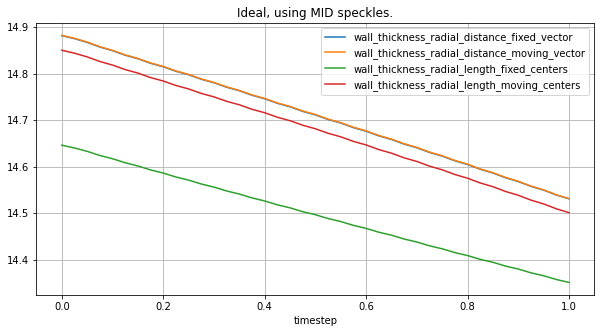 Ideal, using MID speckles.
wall_thickness_radial_distance_fixed_vector
wall_thickness_radial_distance_moving_vector
wall_thickness_radial_length_fixed_centers
wall_thickness_radial_length_moving_centers
14.9
14.8
14.7
14.6
14.5
14.4
0.0 0.2 0.4 0.6 0.8 1.0
timestep